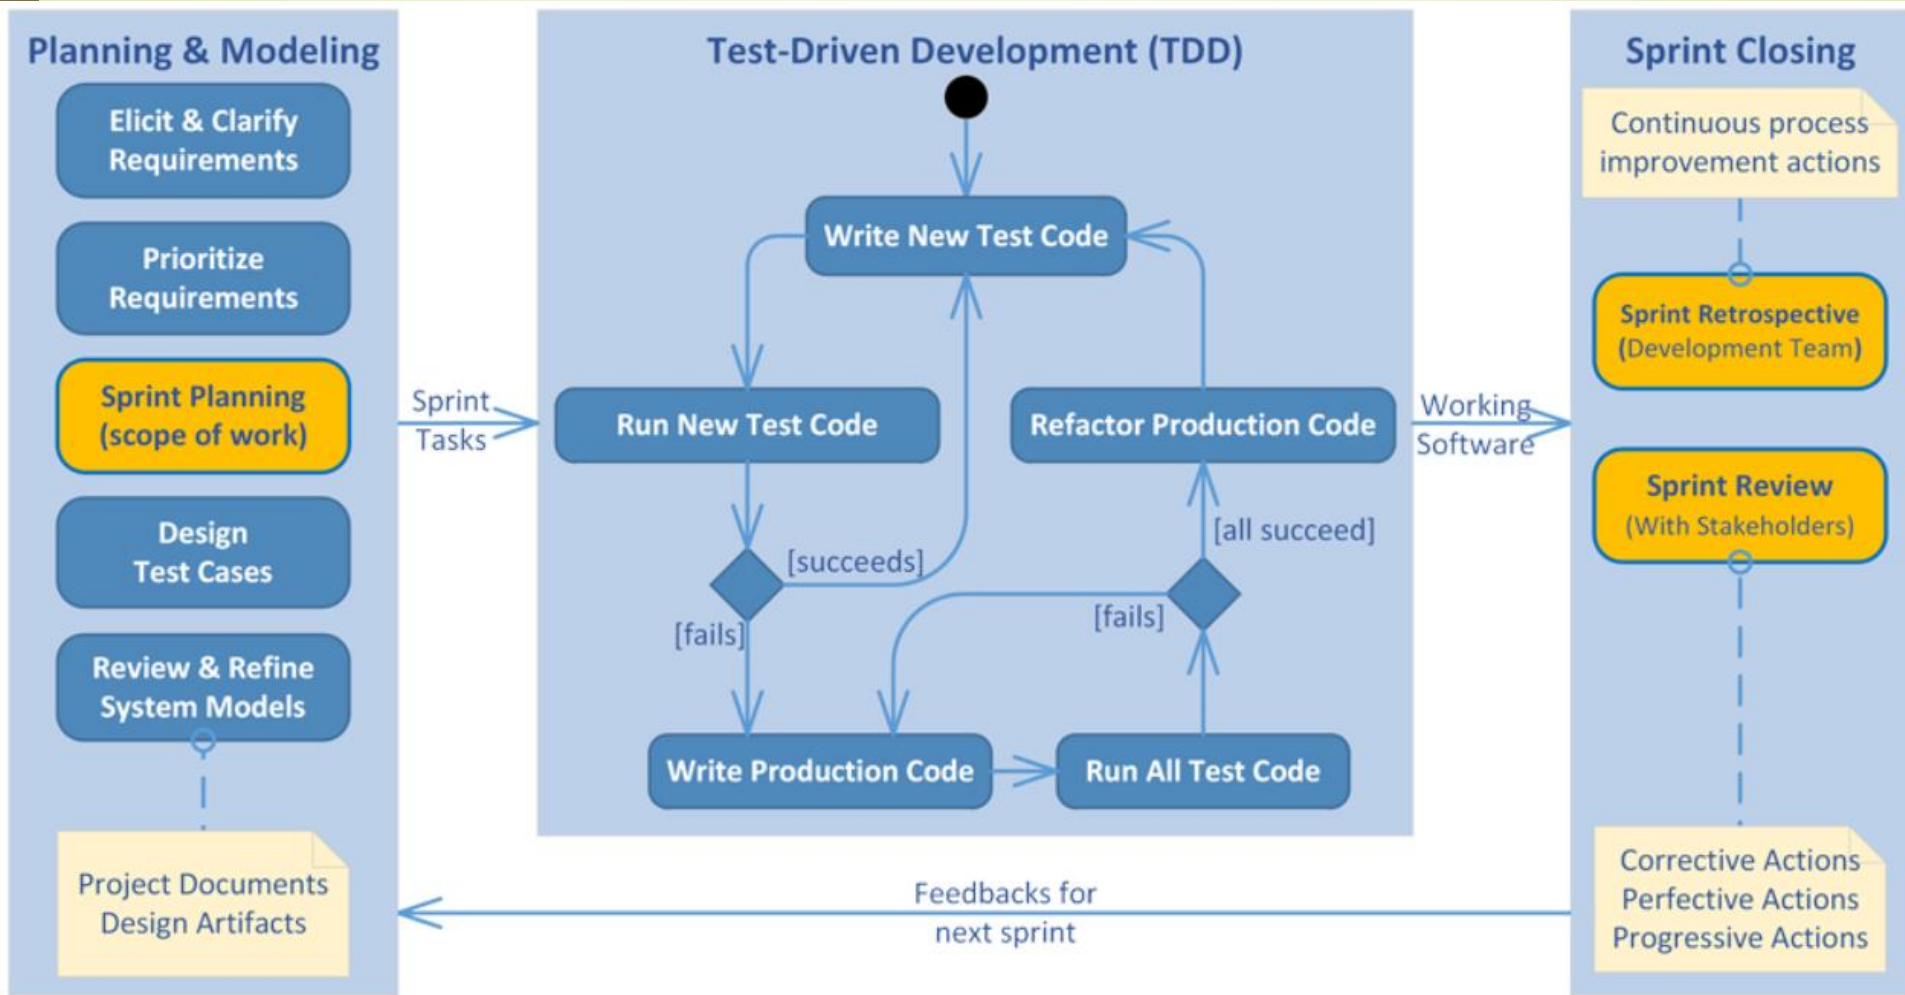 Planning & Modeling
Elicit & Clarify
Requirements
Prioritize
Requirements
Sprint Planning
(scope of work)
Design
Test Cases
Review & Refine
System Models
Project Documents
Design Artifacts
Sprint
Tasks
Test-Driven Development (TDD)
Write New Test Code
Run New Test Code
Refactor Production Code
[succeeds]
[all succeed]
[fails]
[fails]
Write Production Code
Run All Test Code
Working
Software
Sprint Closing
Continuous process
improvement actions
Sprint Retrospective
(Development Team)
Sprint Review
(With Stakeholders)
Corrective Actions
Perfective Actions
Progressive Actions
Feedbacks for
next sprint